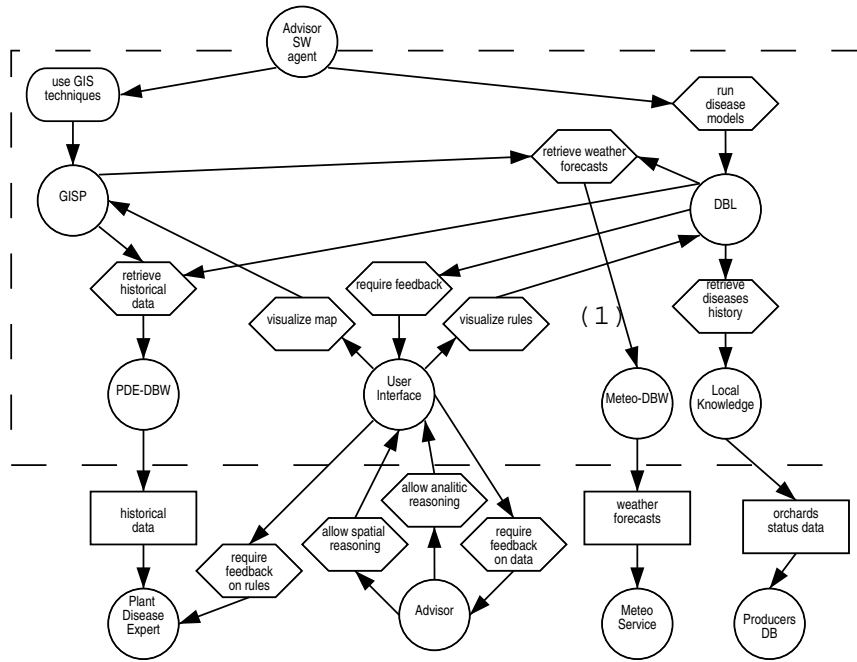 Advisor
SW
agent
use GIS
techniques
run
disease
models
retrieve weather
forecasts
GISP
DBL
retrieve
historical
data
require feedback
retrieve
diseases
history
visualize map
visualize rules
(1)
PDE-DBW
User
Interface
Meteo-DBW
Local
Knowledge
allow analitic
reasoning
historical
data
weather
forecasts
orchards
status data
allow spatial
reasoning
require
feedback
on data
require
feedback
on rules
Plant
Disease
Expert
Advisor
Meteo
Service
Producers
DB